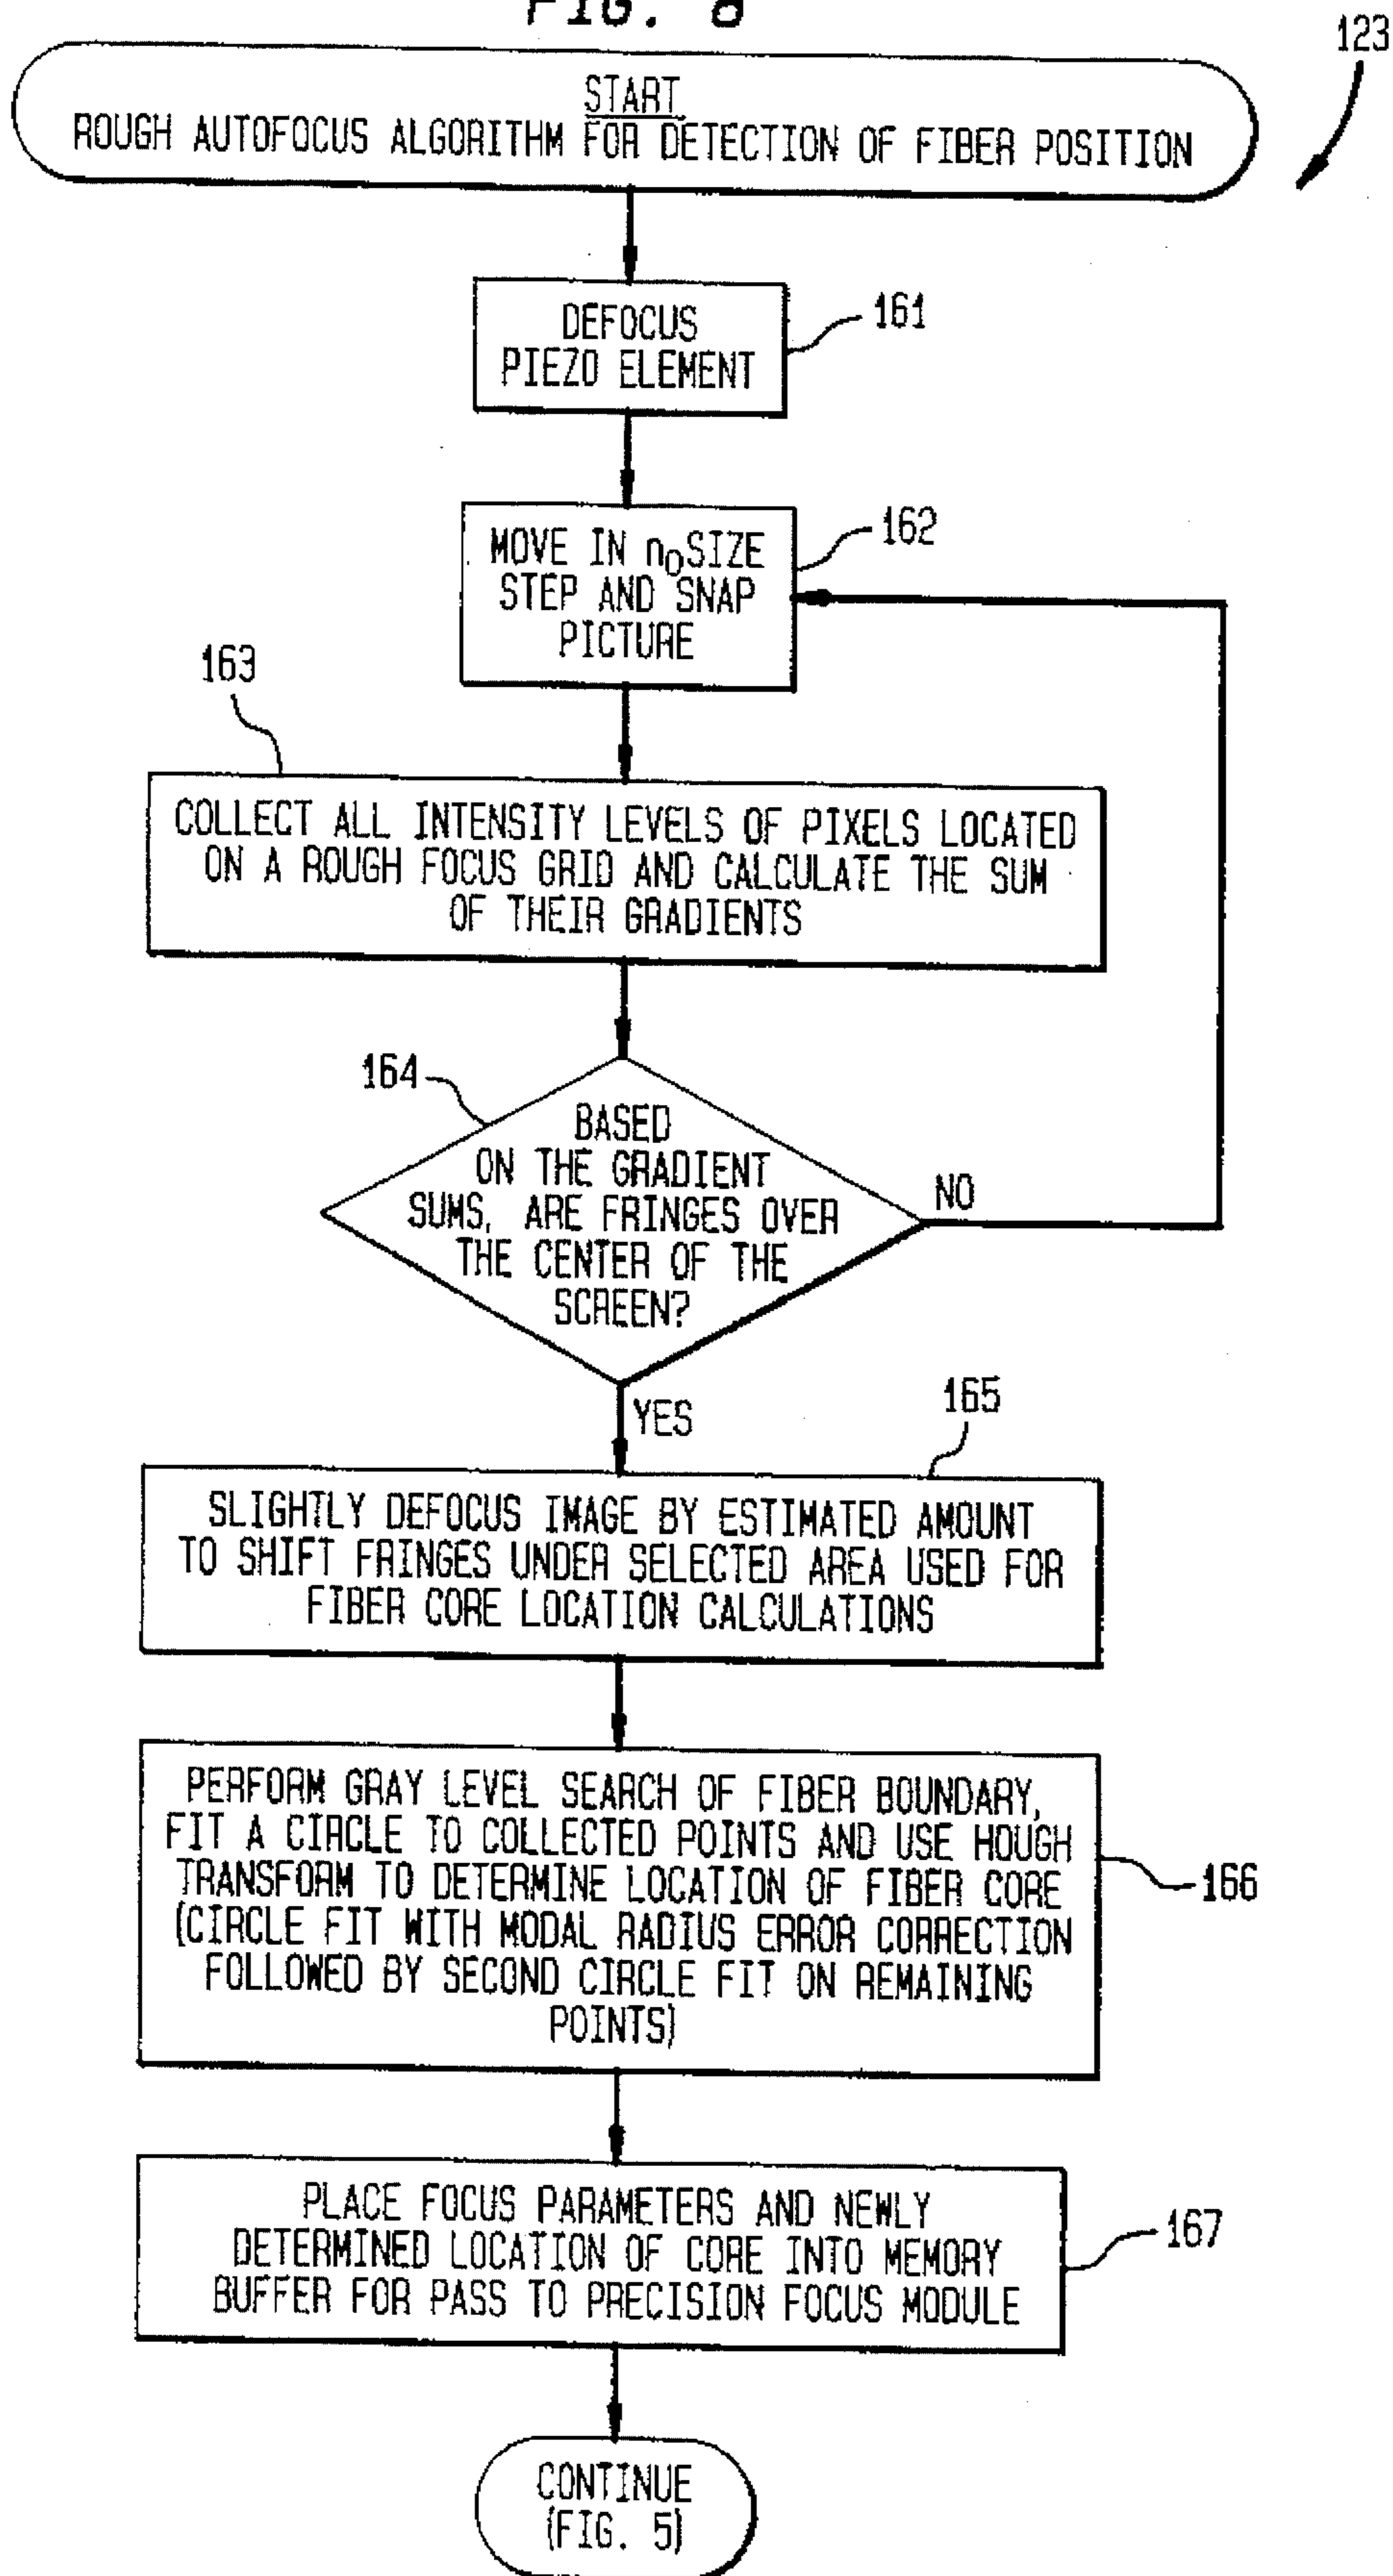 FIG. 8
123
START
ROUGH AUTOFOCUS ALGORITHM FOR DETECTION OF FIBER POSITION
DEFOCUS
PIEZO ELEMENT
161
MOVE IN n0SIZE
STEP AND SNAP
PICTURE
162
163
COLLECT ALL INTENSITY LEVELS OF PIXELS LOCATED
ON A ROUGH FOCUS GRID AND CALCULATE THE SUM
OF THEIR GRADIENTS
164
BASED
ON THE GRADIENT
SUMS, ARE FRINGES OVER
THE CENTER OF THE
SCREEN?
NO
YES
165
SLIGHTLY DEFOCUS IMAGE BY ESTIMATED AMOUNT
TO SHIFT FRINGES UNDER SELECTED AREA USED FOR
FIBER CORE LOCATION CALCULATIONS
PERFORM GRAY LEVEL SEARCH OF FIBER BOUNDARY,
FIT A CIRCLE TO COLLECTED POINTS AND USE HOUGH
TRANSFORM TO DETERMINE LOCATION OF FIBER CORE
(CIRCLE FIT WITH MODAL RADIUS ERROR CORRECTION
FOLLOWED BY SECOND CIRCLE FIT ON REMAINING
POINTS)
166
PLACE FOCUS PARAMETERS AND NEWLY
DETERMINED LOCATION OF CORE INTO MEMORY
BUFFER FOR PASS TO PRECISION FOCUS MODULE
167
CONTINUE
(FIG. 5)